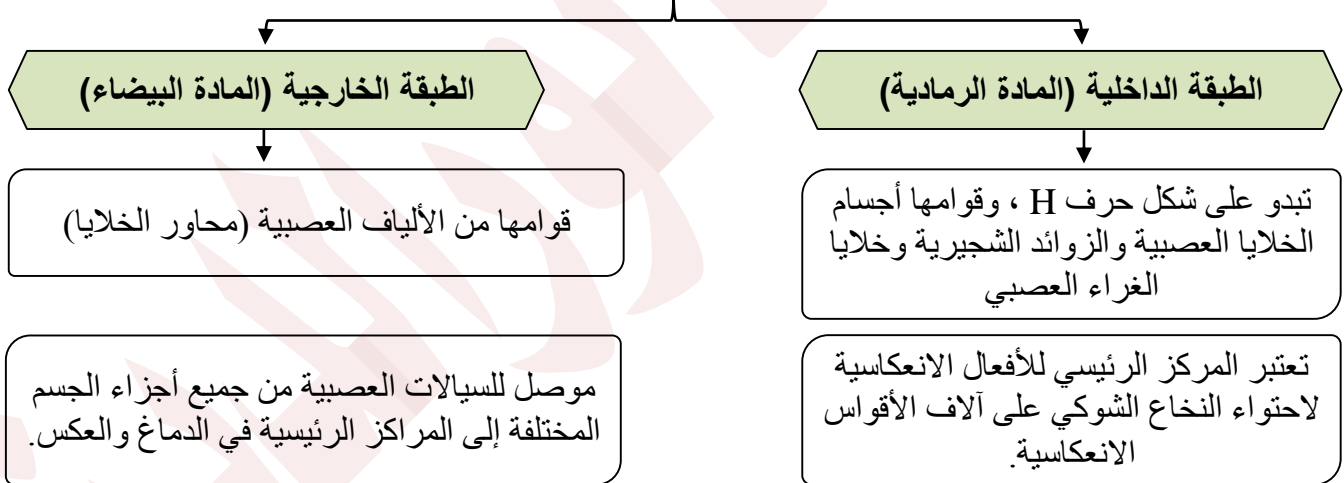 الطبقة الداخلية (المادة الرمادية)
تبدو على شكل حرف H ، وقوامها أجسام
الخلايا العصبية والزوائد الشجيرية وخلايا
الغراء العصبي
تعتبر المركز الرئيسي للأفعال الانعكاسية
لاحتواء النخاع الشوكي على آلاف الأقواس
الانعكاسية.
الطبقة الخارجية (المادة البيضاء)
قوامها من الألياف العصبية (محاور الخلايا)
موصل للسيالات العصبية من جميع أجزاء الجسم
المختلفة إلى المراكز الرئيسية في الدماغ والعكس.